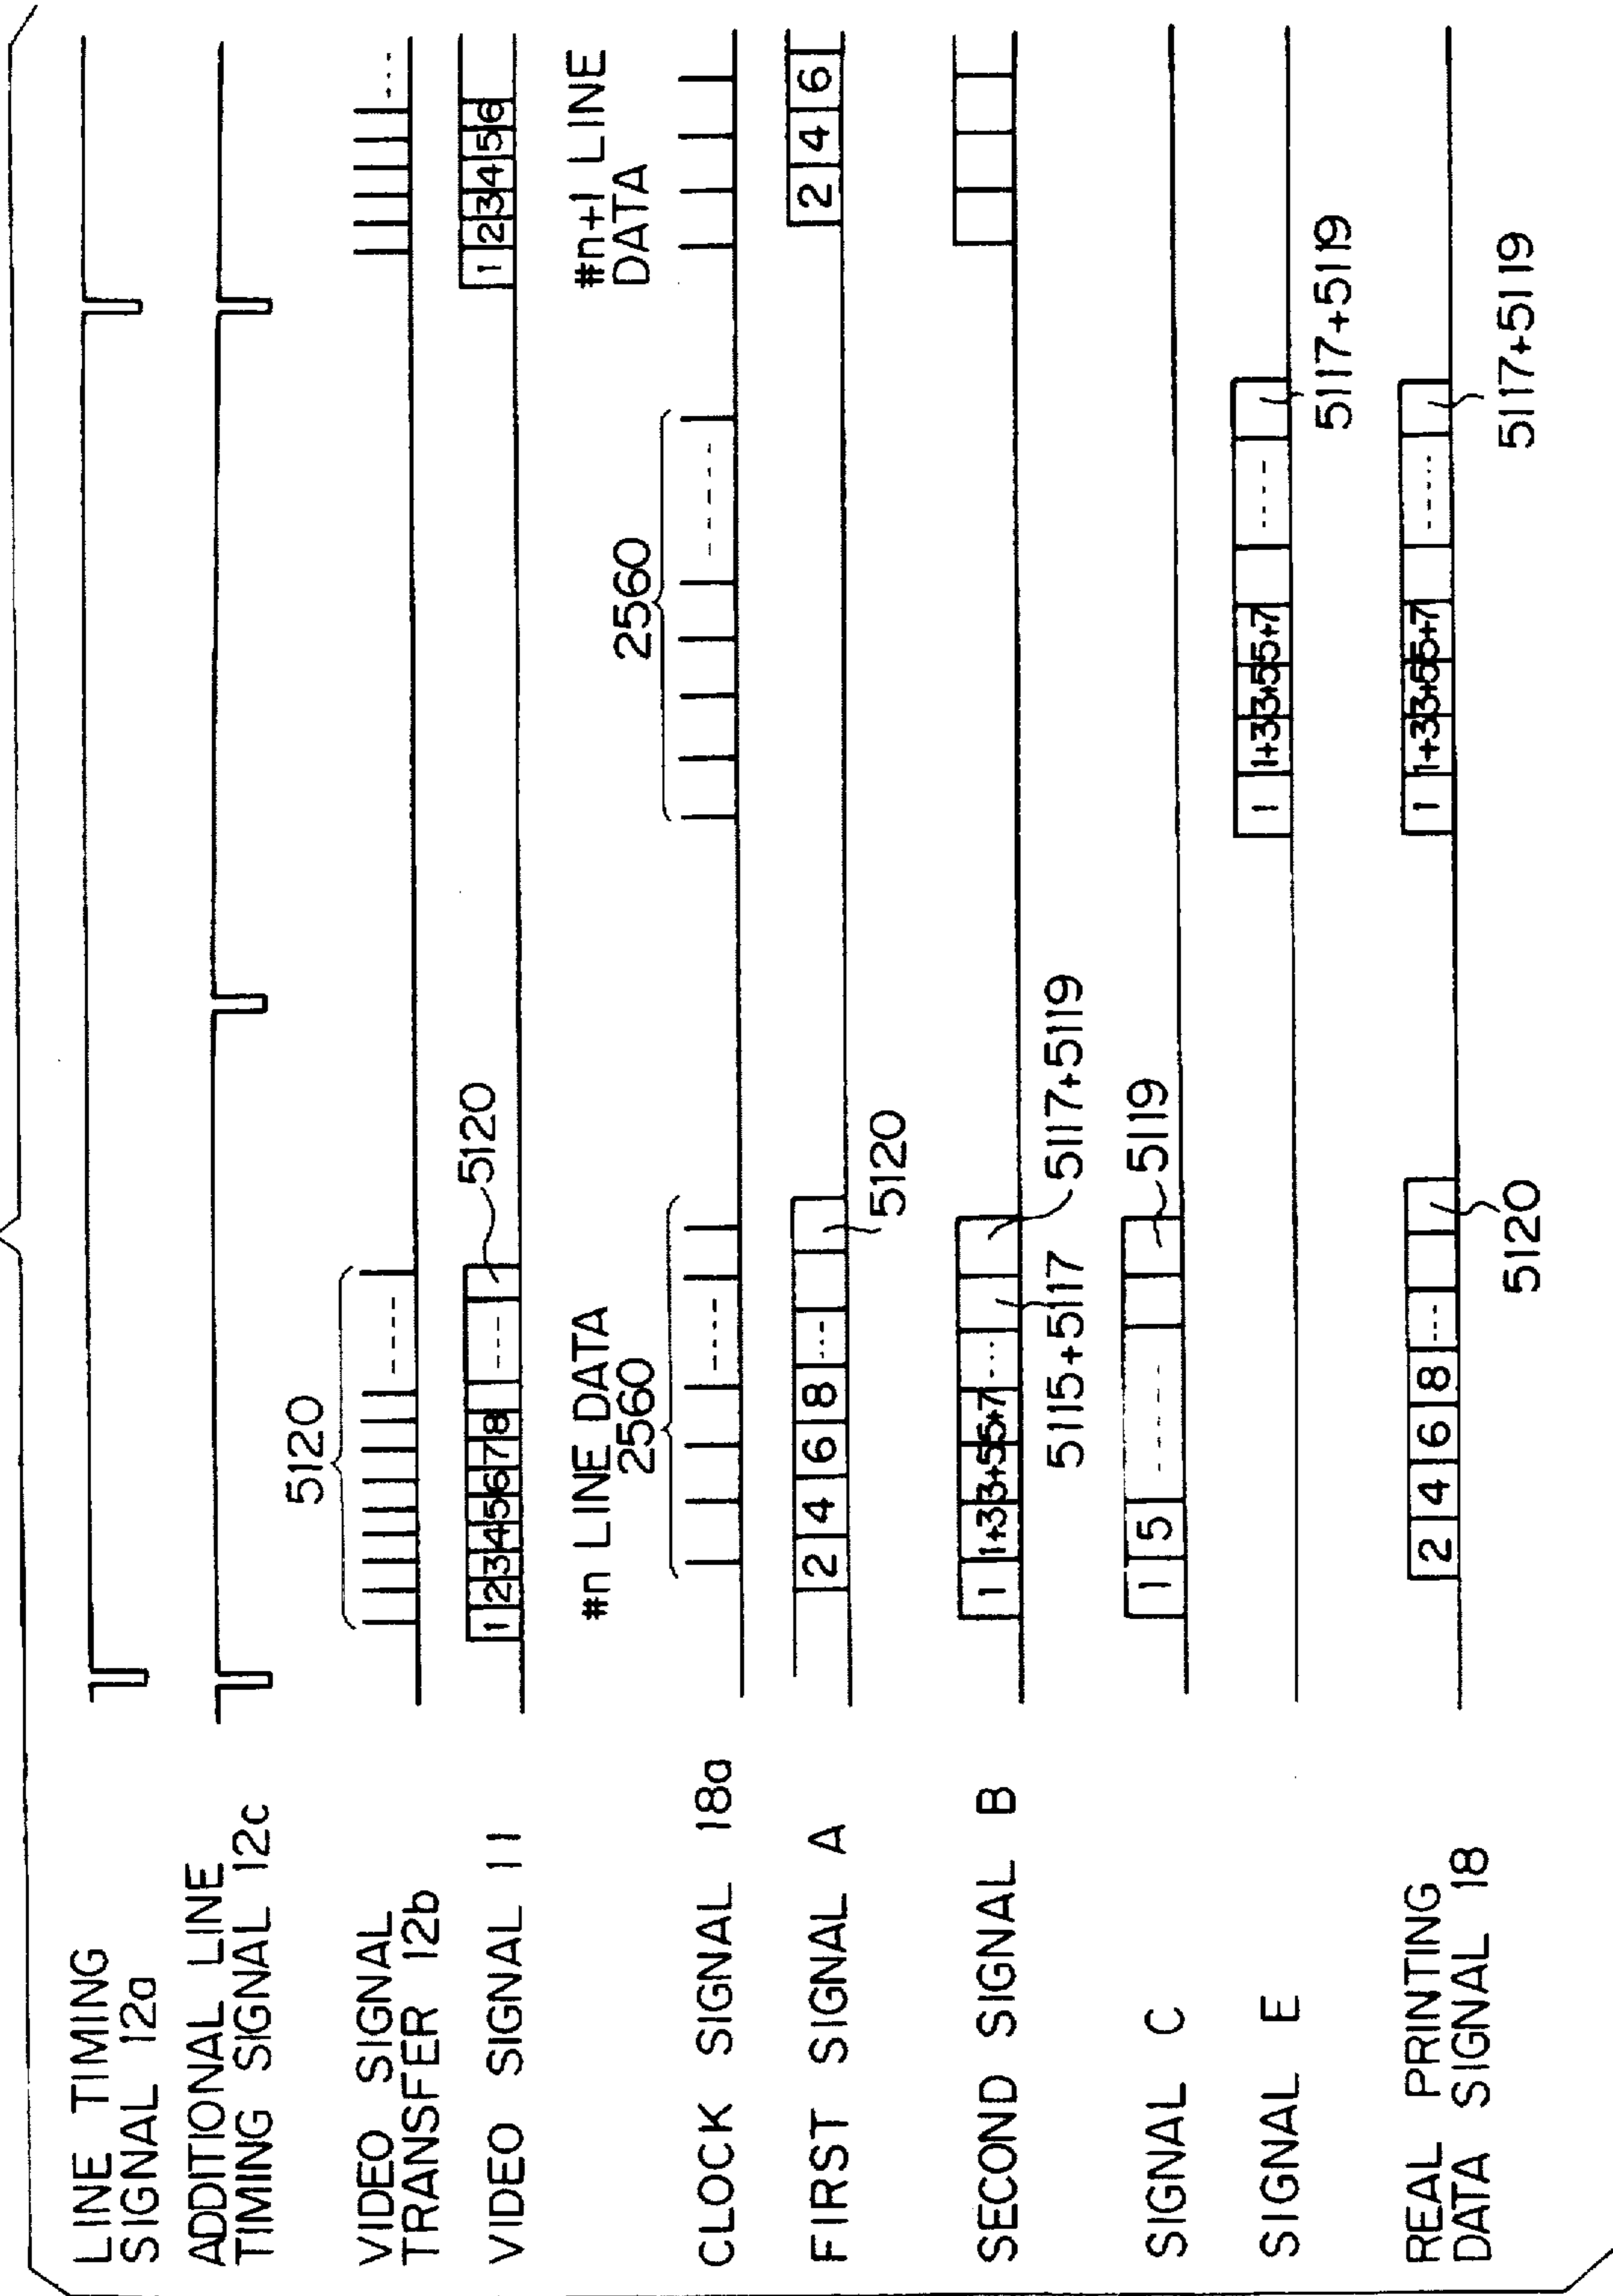 LINE TIMING
SIGNAL 12a
ADDITIONAL LINE
TIMING SIGNAL 12c
VIDEO SIGNAL
TRANSFER 12b
5120
----
---
VIDEO SIGNAL 11
1 2 3 4 5 6 7 8 --- 5120
1 2 3 4 5 6
#n LINE DATA
#n+1 LINE
DATA
CLOCK SIGNAL 18a
2560
----
2560
-----
FIRST SIGNAL A
2 4 6 8 ---
2 4 6
5120
SECOND SIGNAL B
1 1+3 3+5 5+7 ---
5115+5117
5117+5119
SIGNAL C
1 5 -----
5119
SIGNAL E
1 1+3 3+5 5+7 ----
5117+5119
REAL PRINTING
DATA SIGNAL 18
2 4 6 8 ---
5120
1 1+3 3+5 5+7 -----
5117+5119